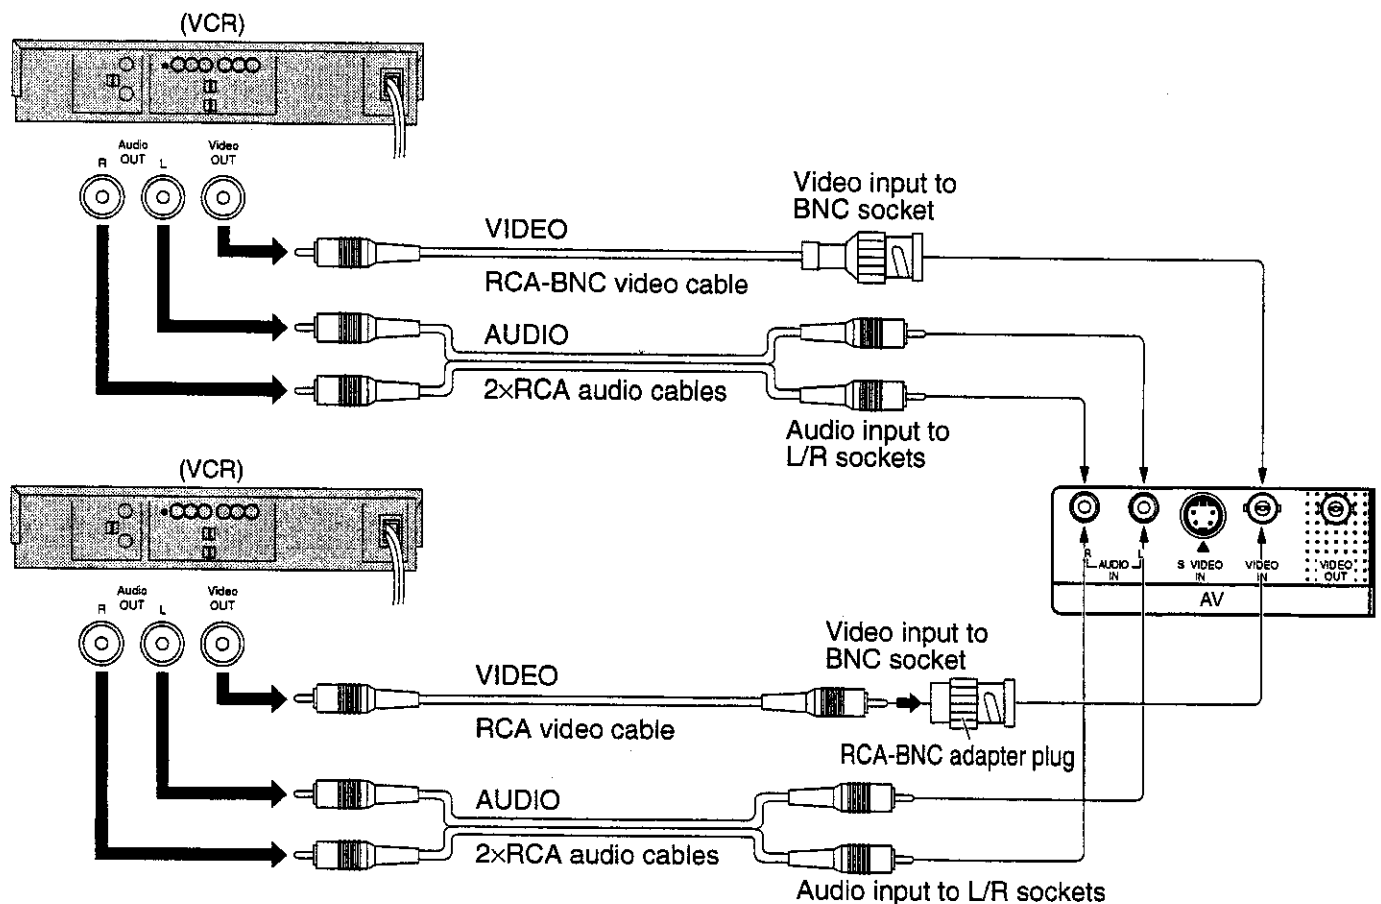 (VCR)
Audio
OUT
R
L
Video
OUT
VIDEO
RCA-BNC video cable
Video input to
BNC socket
AUDIO
2×RCA audio cables
Audio input to
L/R sockets
(VCR)
Audio
OUT
R
L
Video
OUT
R
L
AUDIO
IN
S VIDEO
IN
VIDEO
IN
VIDEO
OUT
AV
VIDEO
RCA video cable
Video input to
BNC socket
RCA-BNC adapter plug
AUDIO
2×RCA audio cables
Audio input to L/R sockets